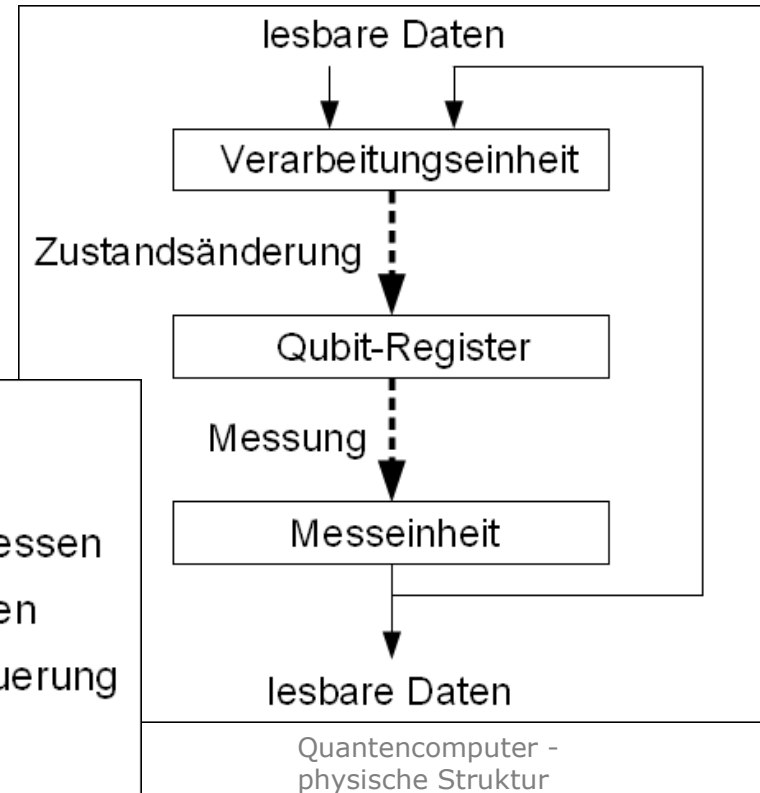 lesbare Daten
Verarbeitungseinheit
Zustandsänderung
Qubit-Register
Messung
Messeinheit
lesbare Daten
Quantencomputer -
physische Struktur